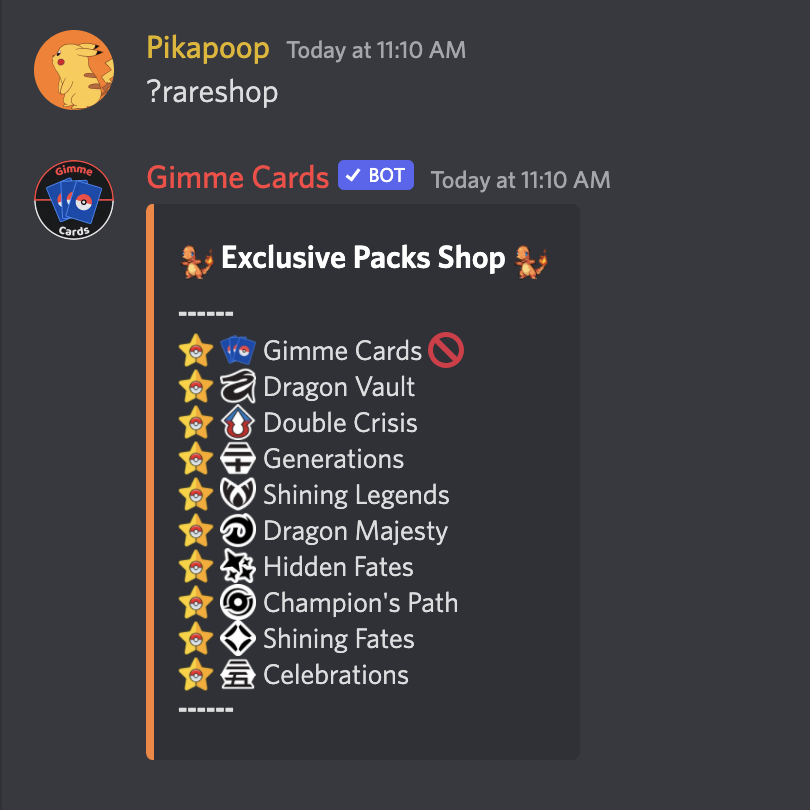 Pikapoop Today at 11:10 AM
?rareshop
Gimme
Cards
Gimme Cards ✓ BOT Today at 11:10 AM
Exclusive Packs Shop
------
Gimme Cards
Dragon Vault
Double Crisis
Generations
Shining Legends
Dragon Majesty
Hidden Fates
Champion's Path
Shining Fates
五 Celebrations
------